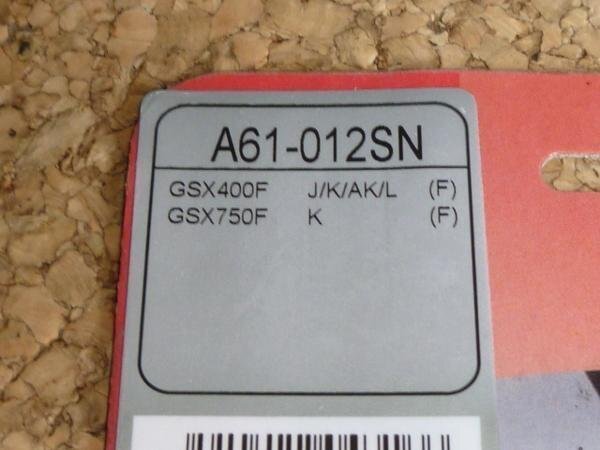 A61-012SN
GSX400F J/K/AK/L (F)
GSX750F K (F)